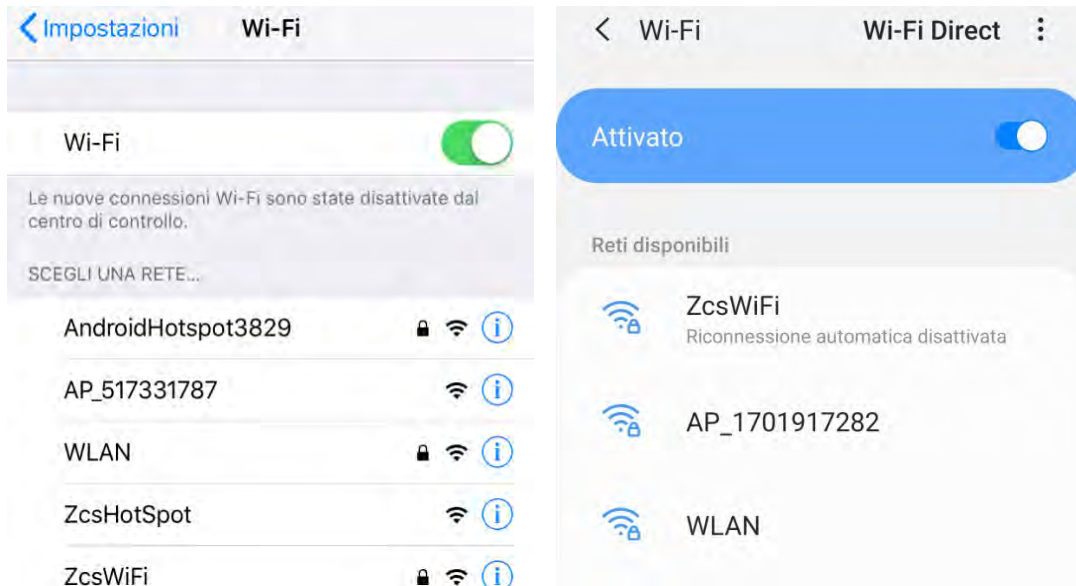 Impostazioni
Wi-Fi
Wi-Fi
Le nuove connessioni Wi-Fi sono state disattivate dal
centro di controllo.
SCEGLI UNA RETE...
AndroidHotspot3829
AP_517331787
WLAN
ZcsHotSpot
ZcsWiFi
Wi-Fi
Wi-Fi Direct
Attivato
Reti disponibili
ZcsWiFi
Riconnessione automatica disattivata
AP_1701917282
WLAN